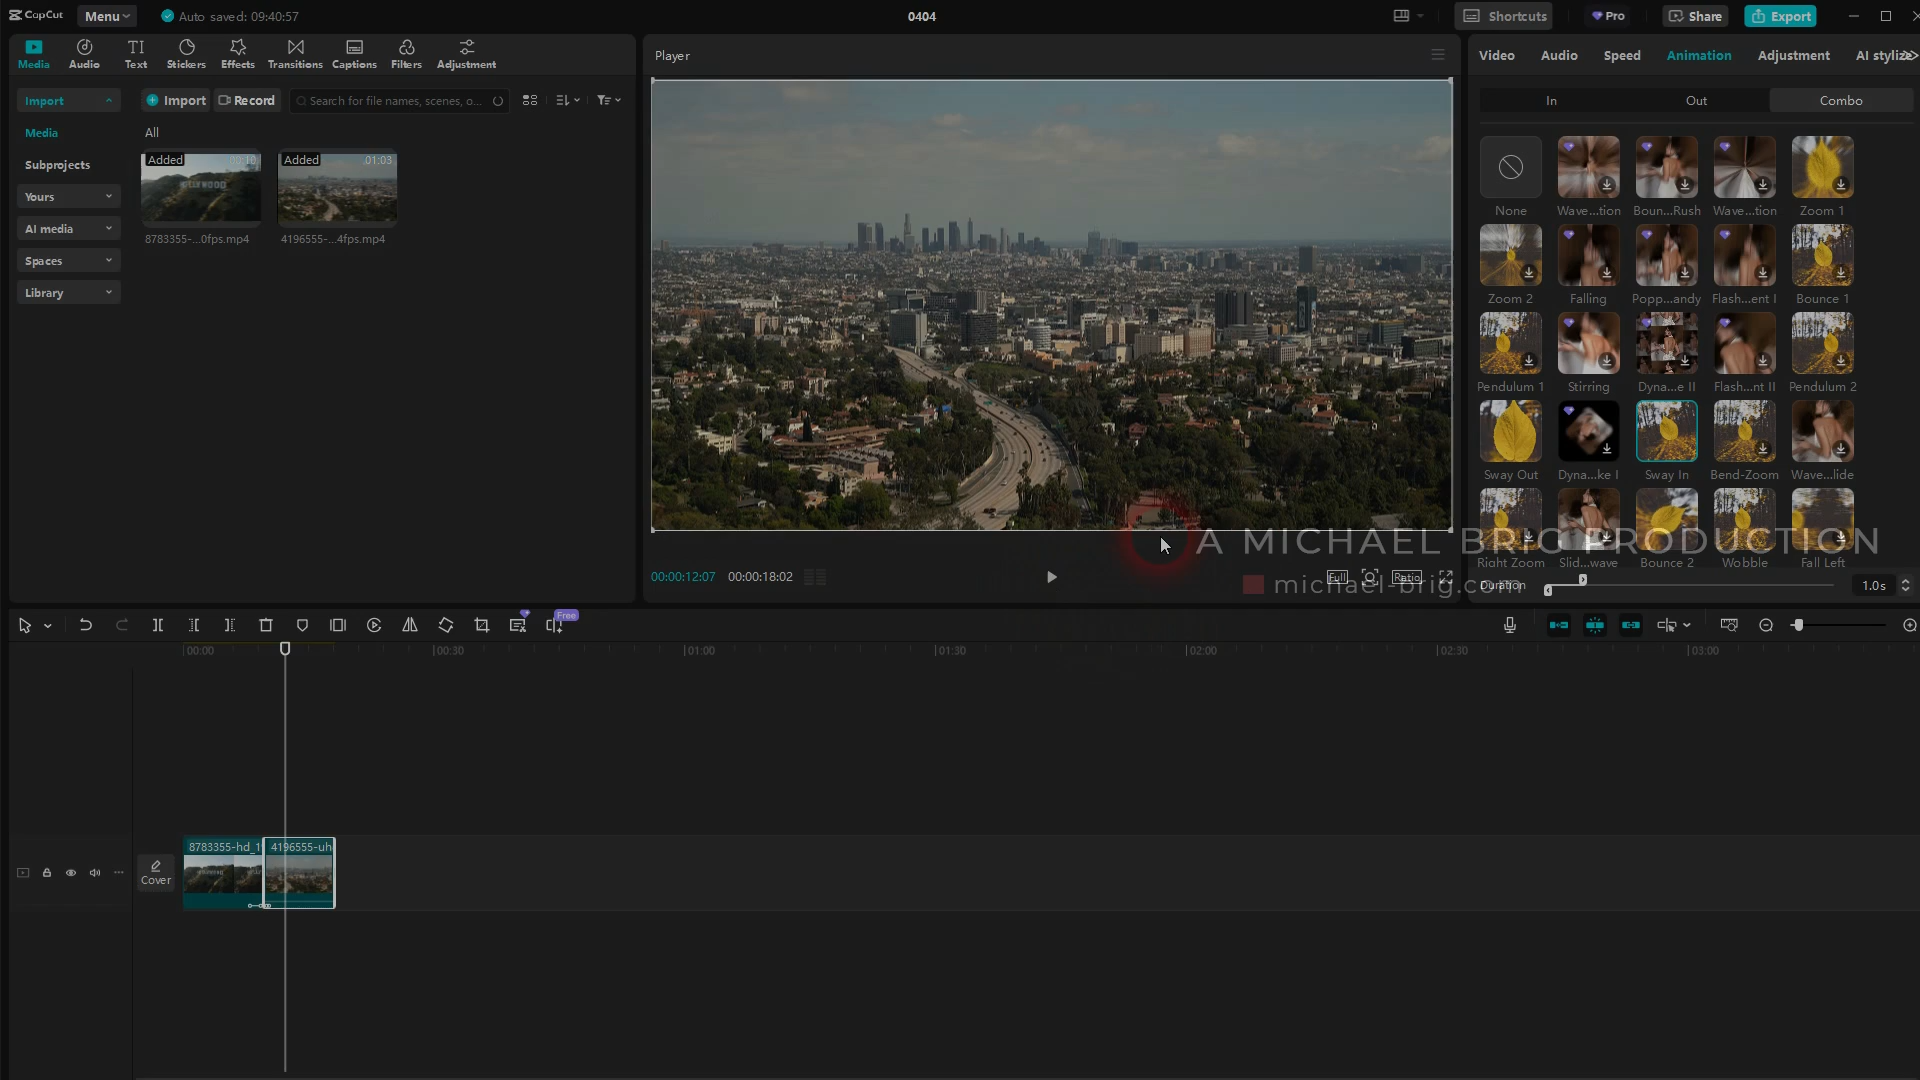 CapCut
Menu
Auto saved: 09:40:57
0404
Shortcuts
Pro
Share
Export
Media
Audio
Text
Stickers
Effects
Transitions
Captions
Filters
Adjustment
Import
Media
Subprojects
Yours
AI media
Spaces
Library
Import
Record
Search for file names, scenes, o...
All
Added
00:10
8783355-...0fps.mp4
Added
01:03
4196555-...4fps.mp4
Player
00:00:12:07
00:00:18:02
Full
Ratio
Video
Audio
Speed
Animation
Adjustment
AI stylize
In
Out
Combo
None
Wave...tion
Boun...Rush
Wave...tion
Zoom 1
Zoom 2
Falling
Popp...andy
Flash...ent I
Bounce 1
Pendulum 1
Stirring
Dyna...e II
Flash...nt II
Pendulum 2
Sway Out
Dyna...ke I
Sway In
Bend-Zoom
Wave...lide
Right Zoom
Slid...wave
Bounce 2
Wobble
Fall Left
A MICHAEL BRIG PRODUCTION
michael-brig.com
Duration
1.0s
Free
00:00
00:30
01:00
01:30
02:00
02:30
03:00
Cover
8783355-hd_1
4196555-uh